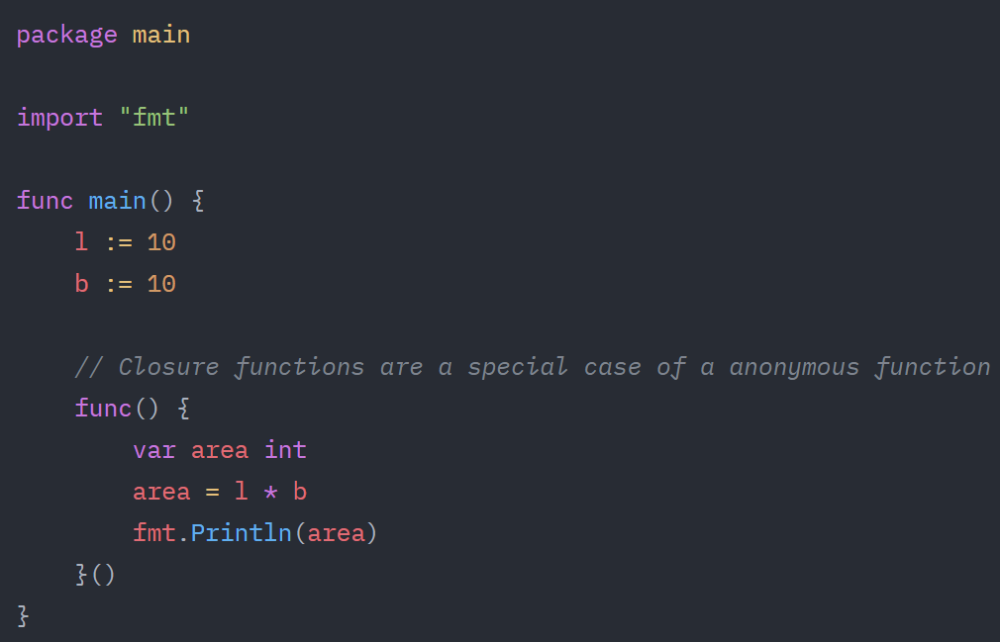 package main
import "fmt"
func main() {
    l := 10
    b := 10
    // Closure functions are a special case of a anonymous function
    func() {
        var area int
        area = l * b
        fmt.Println(area)
    }()
}